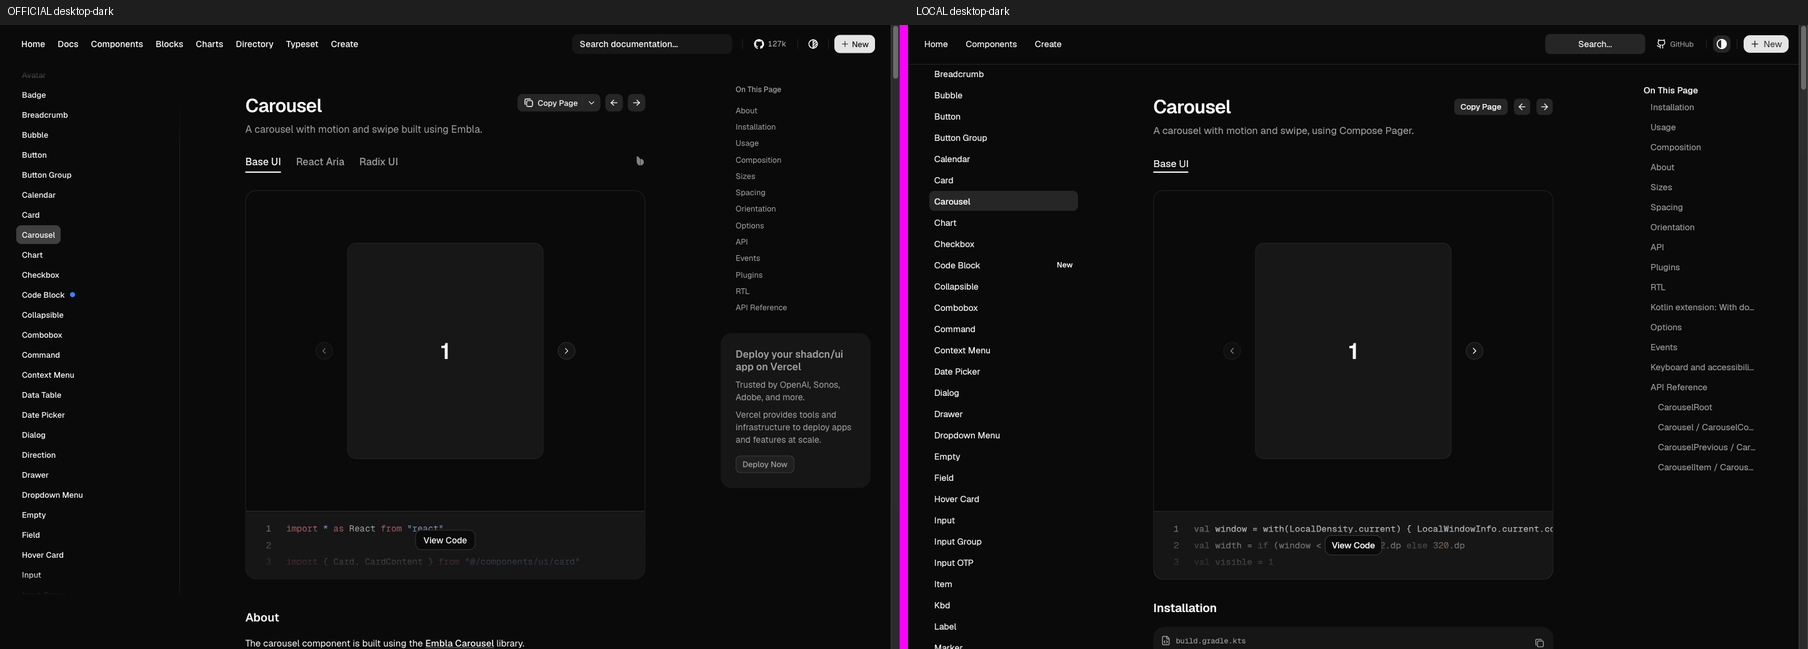 OFFICIAL desktop-dark
Home Docs Components Blocks Charts Directory Typeset Create
Search documentation...
127k
+ New
Avatar
Badge
Breadcrumb
Bubble
Button
Button Group
Calendar
Card
Carousel
Chart
Checkbox
Code Block
Collapsible
Combobox
Command
Context Menu
Data Table
Date Picker
Dialog
Direction
Drawer
Dropdown Menu
Empty
Field
Hover Card
Input
Carousel
Copy Page
A carousel with motion and swipe built using Embla.
Base UI React Aria Radix UI
1
1 import * as React from "react"
2
View Code
3 import { Card, CardContent } from "@/components/ui/card"
About
The carousel component is built using the Embla Carousel library.
On This Page
About
Installation
Usage
Composition
Sizes
Spacing
Orientation
Options
API
Events
Plugins
RTL
API Reference
Deploy your shadcn/ui
app on Vercel
Trusted by OpenAI, Sonos,
Adobe, and more.
Vercel provides tools and
infrastructure to deploy apps
and features at scale.
Deploy Now
LOCAL desktop-dark
Home Components Create
Search...
GitHub
+ New
Breadcrumb
Bubble
Button
Button Group
Calendar
Card
Carousel
Chart
Checkbox
Code Block New
Collapsible
Combobox
Command
Context Menu
Date Picker
Dialog
Drawer
Dropdown Menu
Empty
Field
Hover Card
Input
Input Group
Input OTP
Item
Kbd
Label
Marker
Carousel
Copy Page
A carousel with motion and swipe, using Compose Pager.
Base UI
1
1 val window = with(LocalDensity.current) { LocalWindowInfo.current.co
2 val width = if (window < 2.dp else 320.dp
View Code
3 val visible = 1
Installation
build.gradle.kts
On This Page
Installation
Usage
Composition
About
Sizes
Spacing
Orientation
API
Plugins
RTL
Kotlin extension: With do...
Options
Events
Keyboard and accessibili...
API Reference
CarouselRoot
Carousel / CarouselCo...
CarouselPrevious / Car...
CarouselItem / Carous...